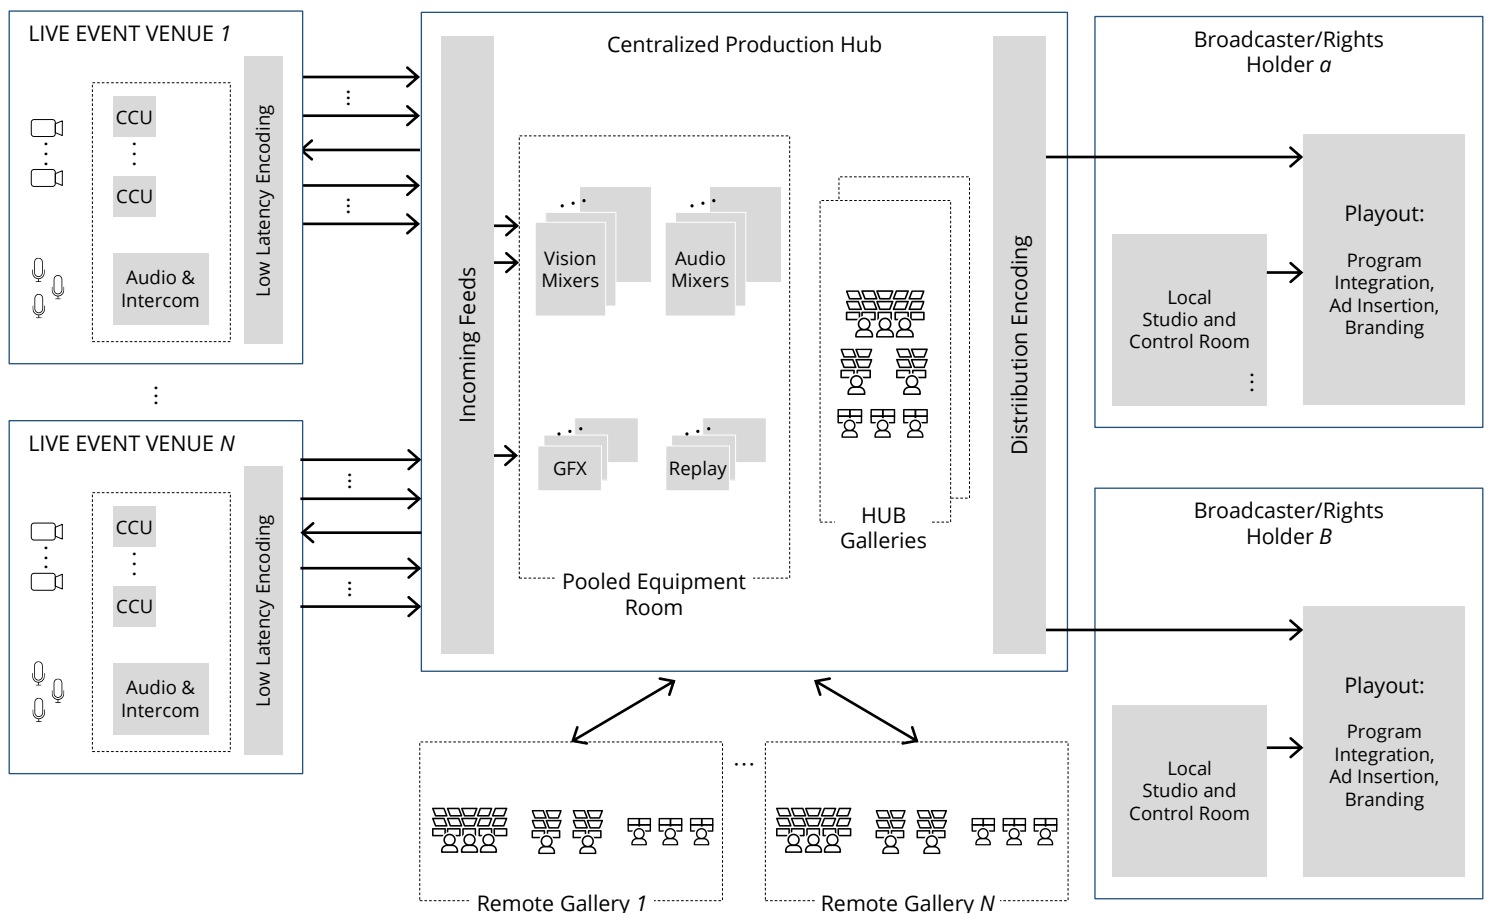 LIVE EVENT VENUE 1
CCU
CCU
Audio &
Intercom
Low Latency Encoding
LIVE EVENT VENUE N
CCU
CCU
Audio &
Intercom
Low Latency Encoding
Centralized Production Hub
Incoming Feeds
Vision
Mixers
Audio
Mixers
GFX
Replay
Pooled Equipment
Room
HUB
Galleries
Distribution Encoding
Remote Gallery 1
...
Remote Gallery N
Broadcaster/Rights
Holder a
Local
Studio and
Control Room
Playout:
Program
Integration,
Ad Insertion,
Branding
Broadcaster/Rights
Holder B
Local
Studio and
Control Room
Playout:
Program
Integration,
Ad Insertion,
Branding